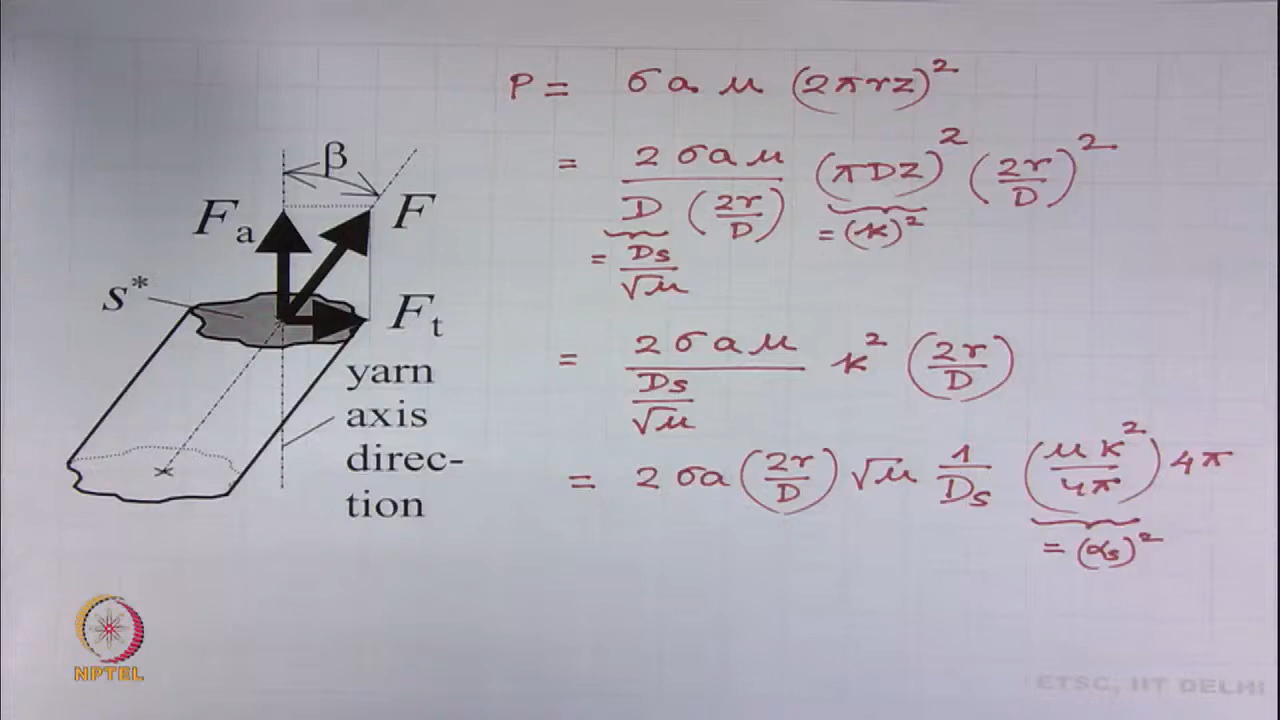 P = σ a μ (2πrz)²
= 2σaμ / D (2r/D) (πDZ)² (2r/D)²
= Ds/√μ = (κ)²
= 2σaμ / Ds/√μ κ² (2r/D)
= 2σa (2r/D) √μ 1/Ds (μκ²/4π) 4π
= (αs)²
β
Fa F
s* Ft
yarn
axis
direc-
tion
NPTEL
ETSC, IIT DELHI